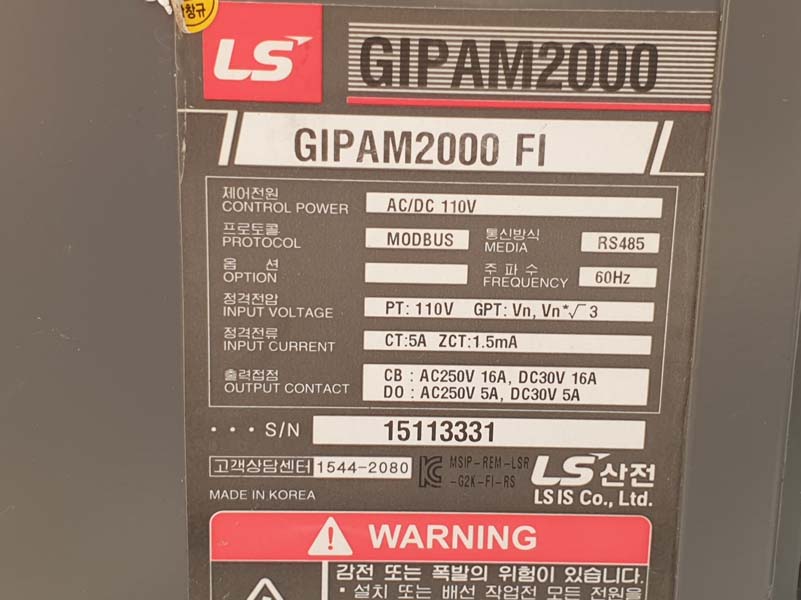 창규
LS
GIPAM2000
GIPAM2000 FI
제어전원
CONTROL POWER
AC/DC 110V
프로토콜
PROTOCOL
MODBUS
통신방식
MEDIA
RS485
옵 션
OPTION
주 파 수
FREQUENCY
60Hz
정격전압
INPUT VOLTAGE
PT: 110V GPT: Vn, Vn*√3
정격전류
INPUT CURRENT
CT:5A ZCT:1.5mA
출력접점
OUTPUT CONTACT
CB : AC250V 16A, DC30V 16A
DO : AC250V 5A, DC30V 5A
··· S/N
15113331
고객상담센터 1544-2080
MSIP-REM-LSR
-G2K-FI-RS
LS산전
LSIS Co., Ltd.
MADE IN KOREA
WARNING
감전 또는 폭발의 위험이 있습니다.
· 설치 또는 배선 작업전 모든 전원을